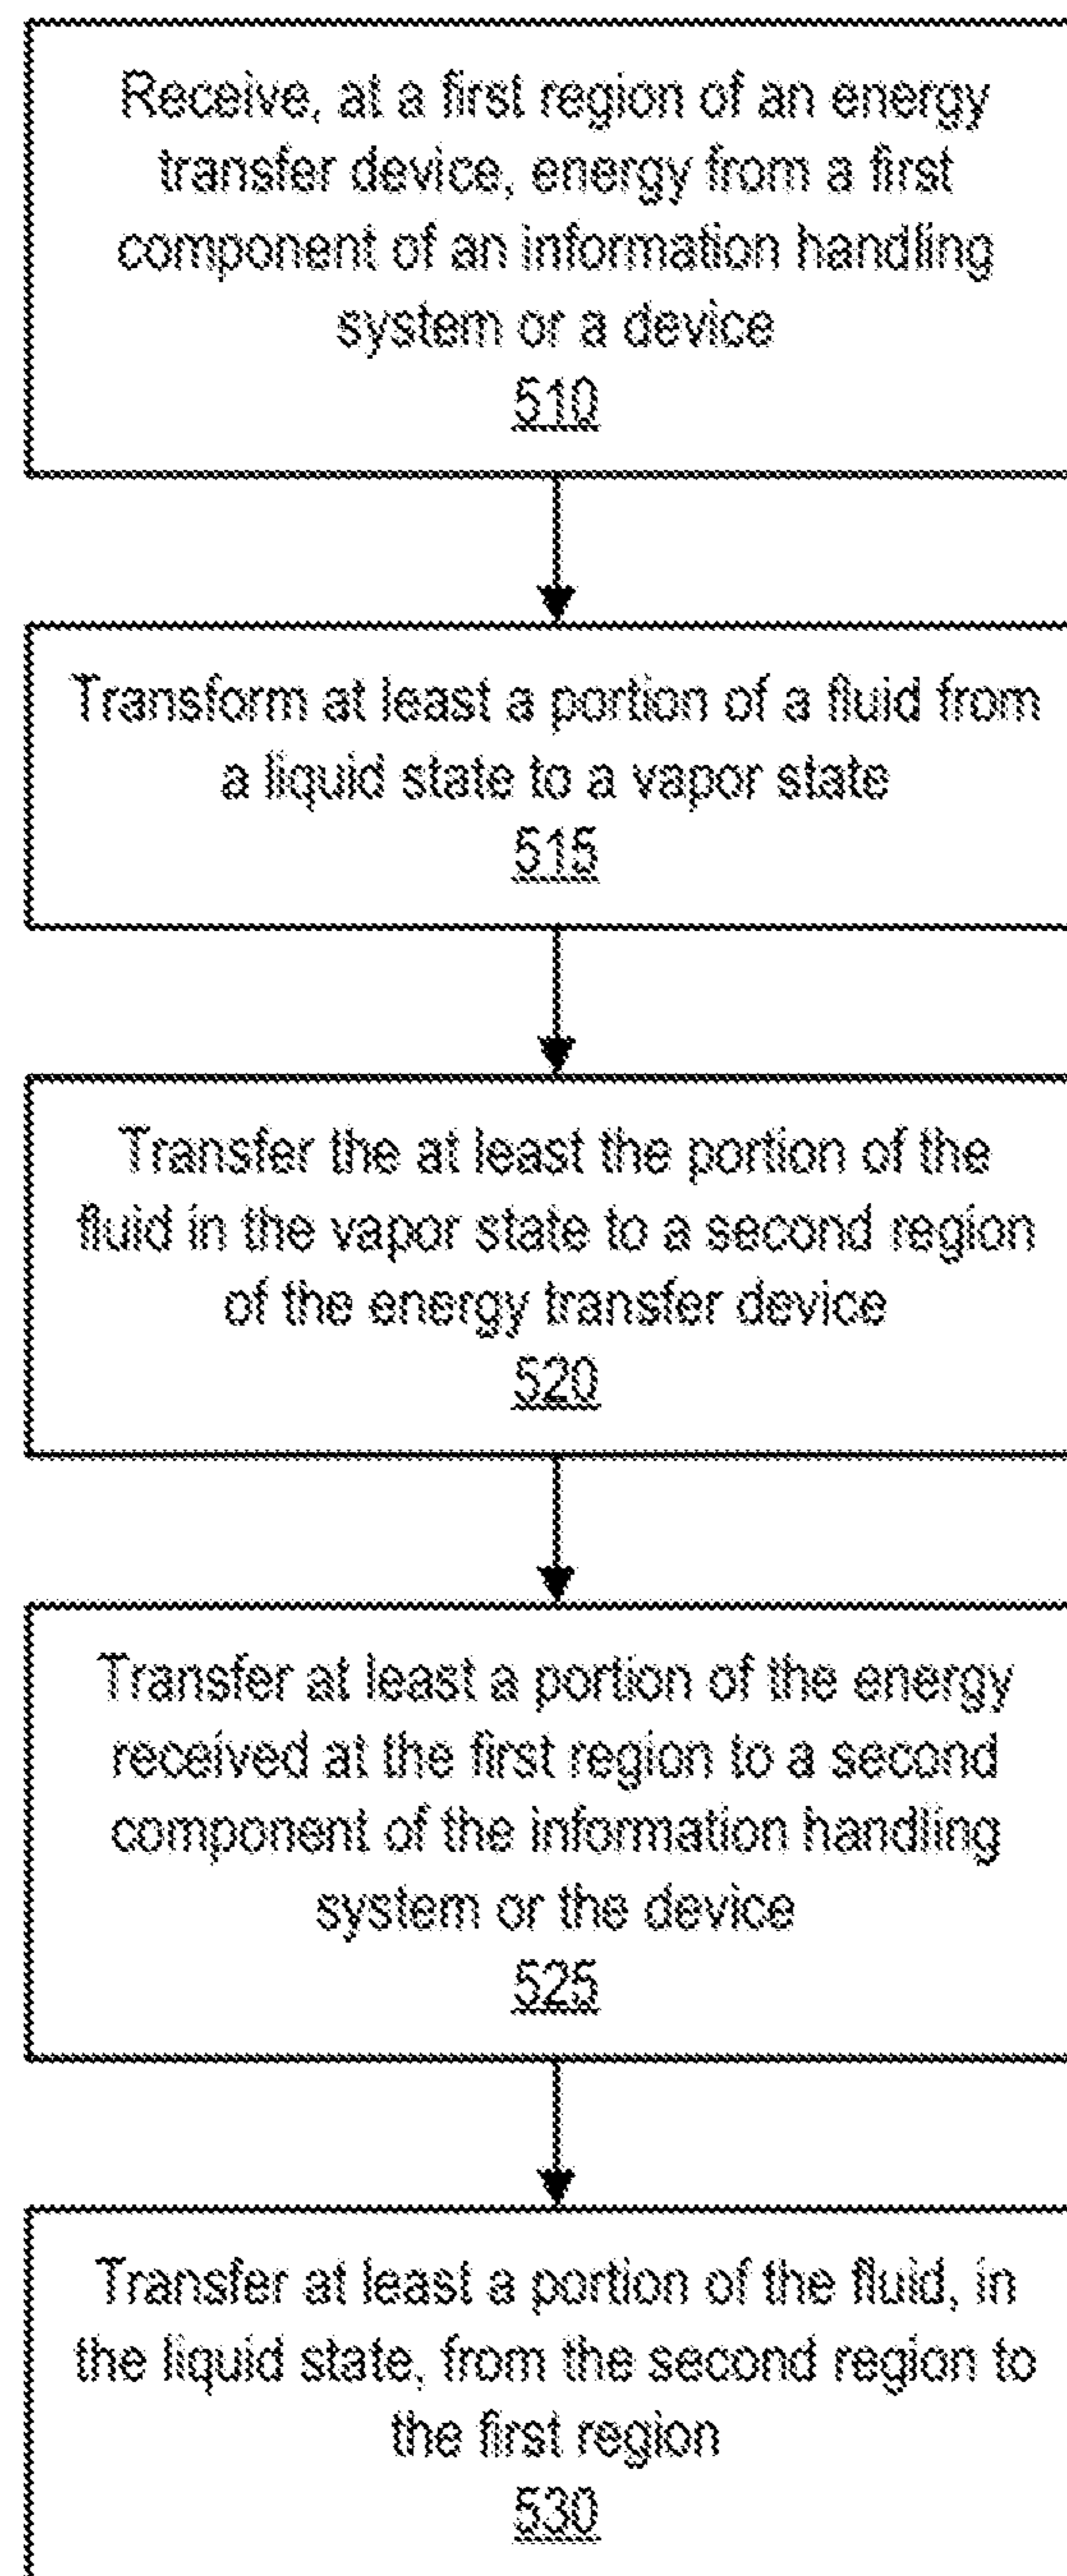 Receive, at a first region of an energy
transfer device, energy from a first
component of an information handling
system or a device
510
Transform at least a portion of a fluid from
a liquid state to a vapor state
515
Transfer the at least the portion of the
fluid in the vapor state to a second region
of the energy transfer device
520
Transfer at least a portion of the energy
received at the first region to a second
component of the information handling
system or the device
525
Transfer at least a portion of the fluid, in
the liquid state, from the second region to
the first region
530